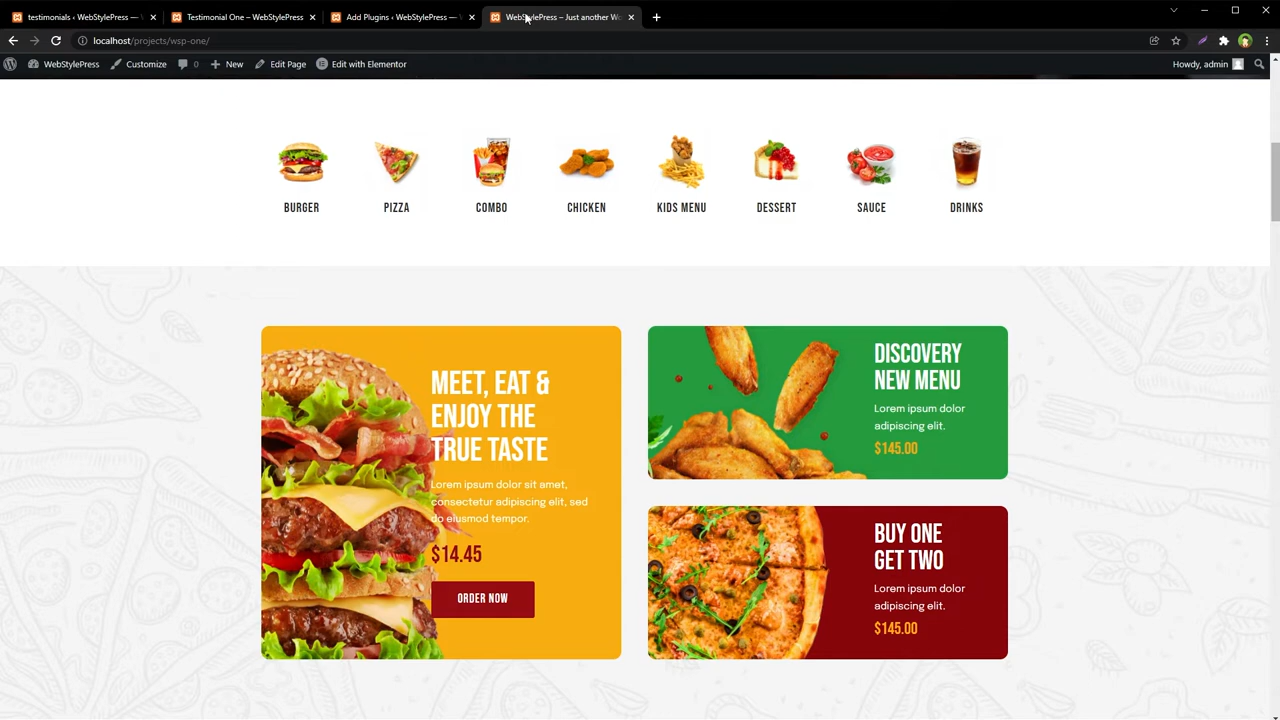 testimonials ‹ WebStylePress —
Testimonial One – WebStylePress
Add Plugins ‹ WebStylePress —
WebStylePress – Just another Wo
localhost/projects/wsp-one/
WebStylePress
Customize
0
New
Edit Page
Edit with Elementor
Howdy, admin
BURGER
PIZZA
COMBO
CHICKEN
KIDS MENU
DESSERT
SAUCE
DRINKS
MEET, EAT &
ENJOY THE
TRUE TASTE
Lorem ipsum dolor sit amet,
consectetur adipiscing elit, sed
do eiusmod tempor.
$14.45
ORDER NOW
DISCOVERY
NEW MENU
Lorem ipsum dolor
adipiscing elit.
$145.00
BUY ONE
GET TWO
Lorem ipsum dolor
adipiscing elit.
$145.00